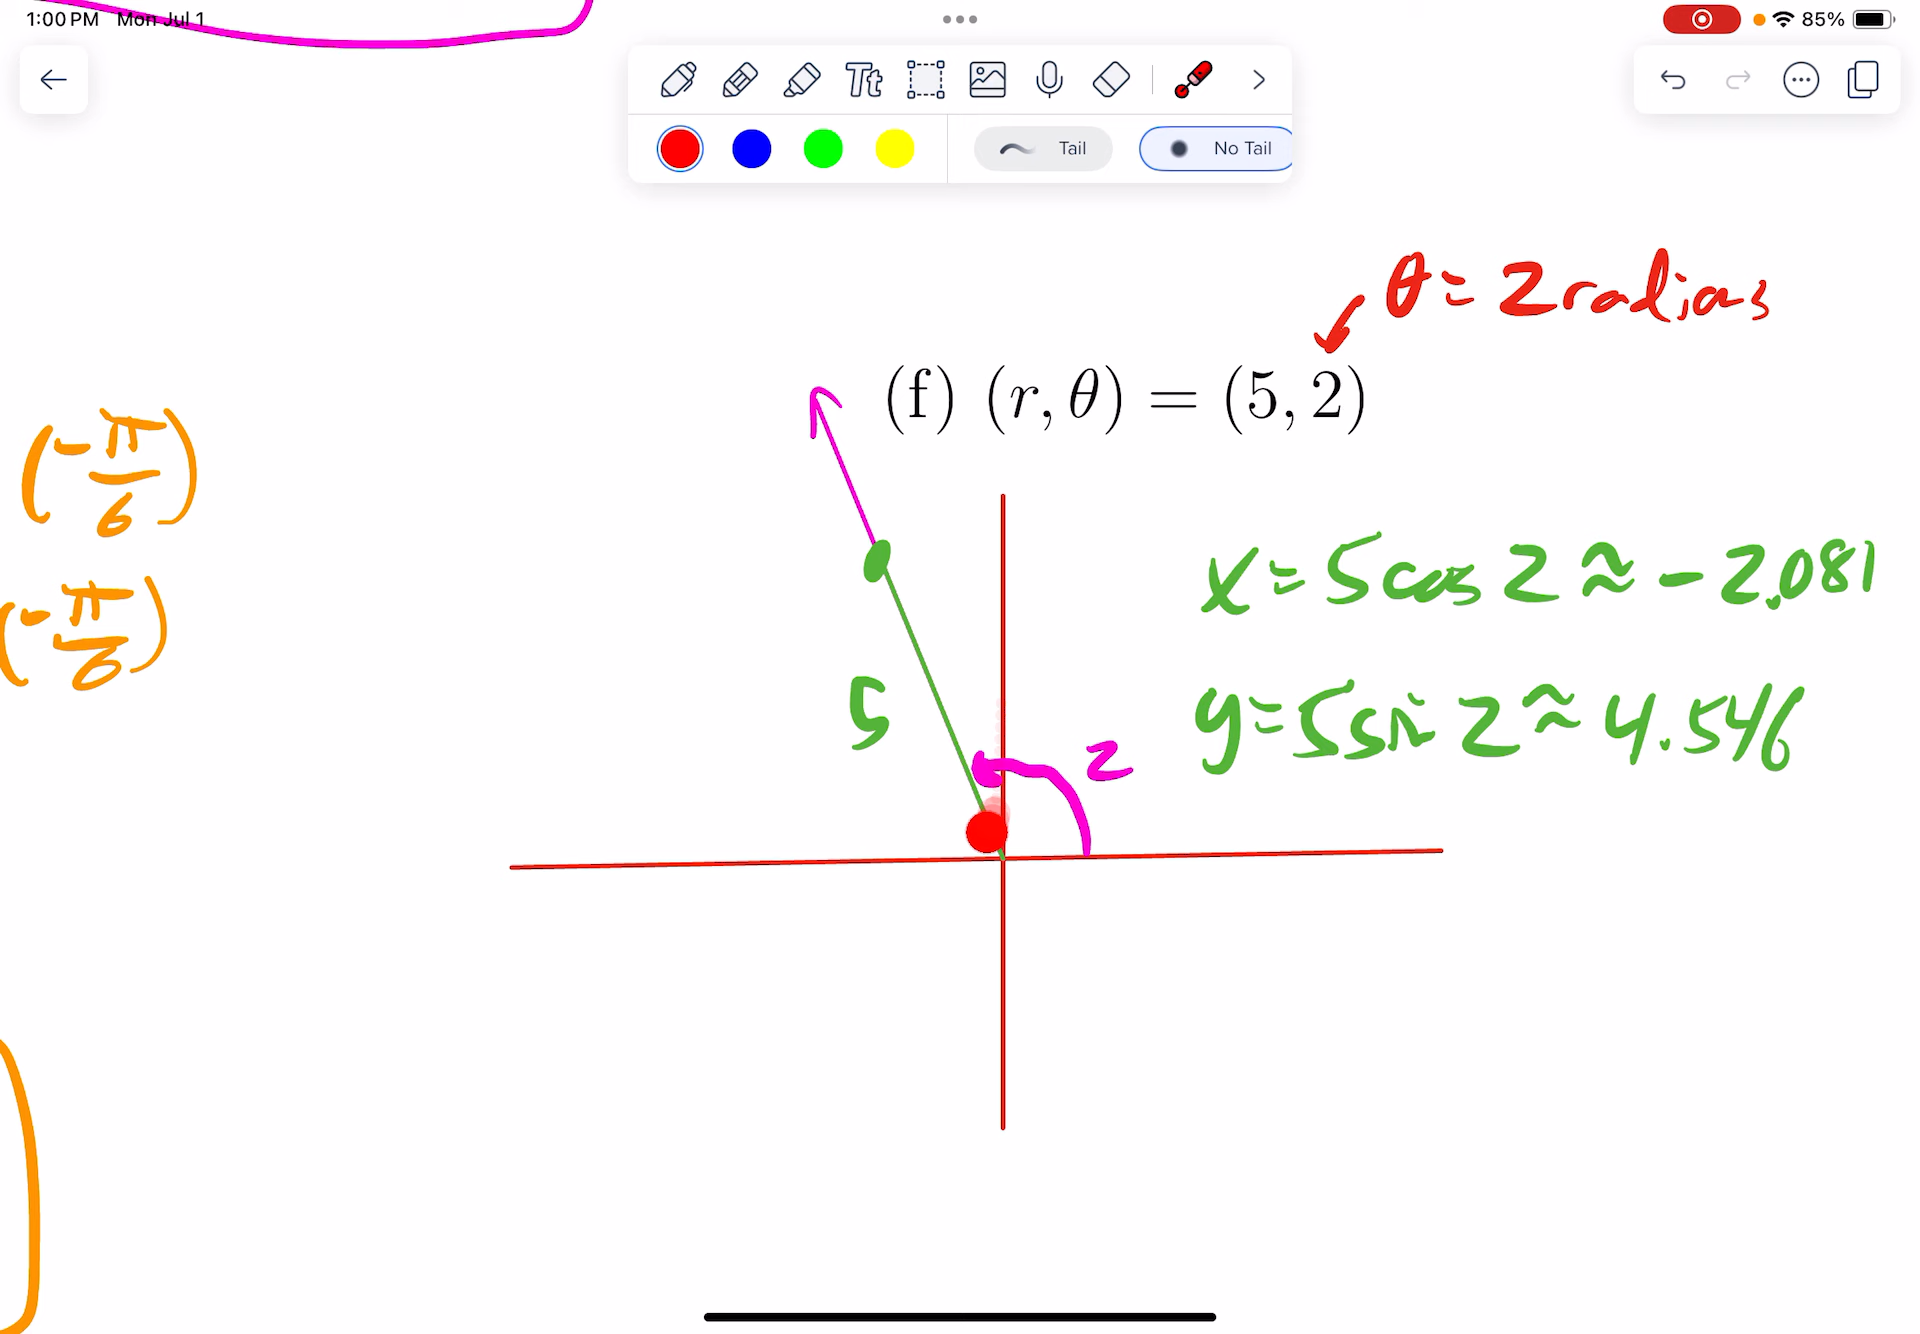 1:00 PM Mon Jul 1
85%
Tt
Tail
No Tail
θ = 2 radians
(f) (r, θ) = (5, 2)
(-π/6)
x = 5 cos 2 ≈ -2.081
(-π/6)
5
y = 5 sin 2 ≈ 4.546
2